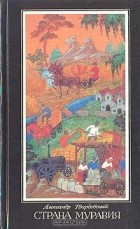 Александр Твардовский
СТРАНА МУРАВИЯ